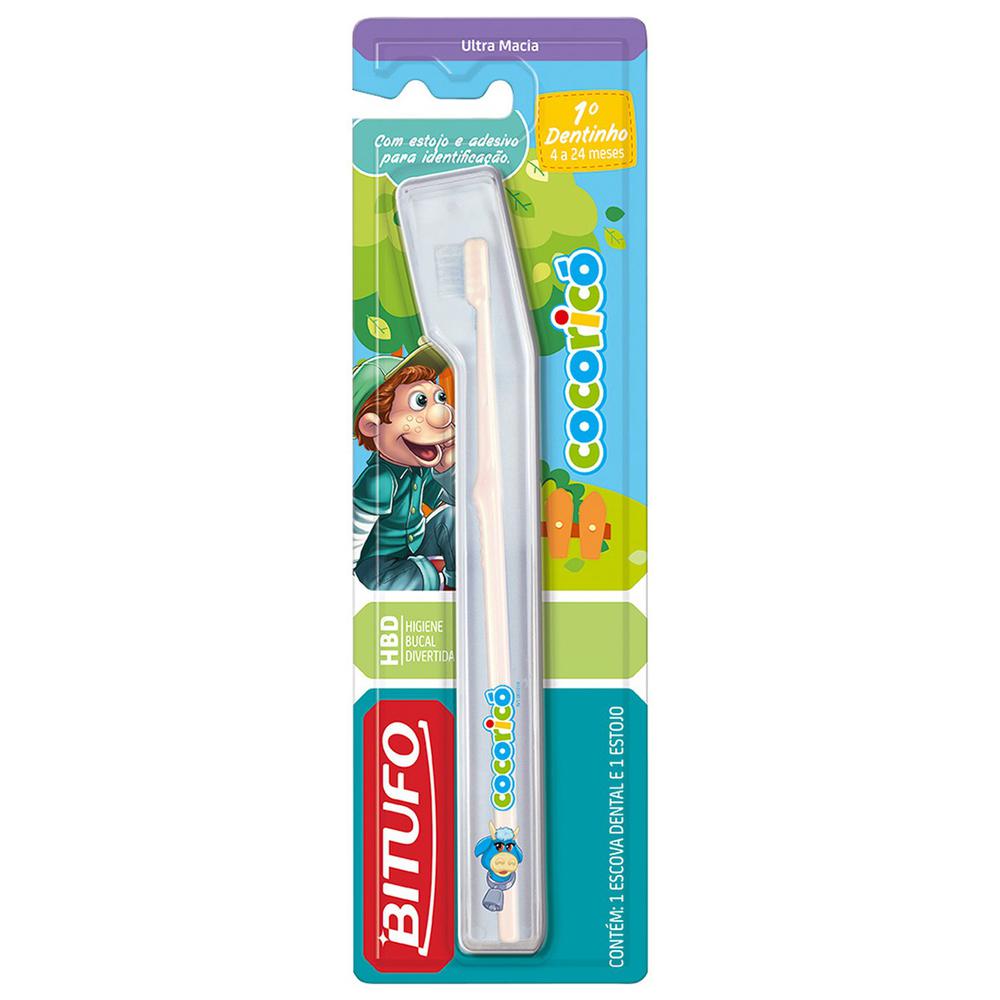 Ultra Macia
1º
Dentinho
4 a 24 meses
Com estojo e adesivo
para identificação.
cocoricó
HBD
HIGIENE
BUCAL
DIVERTIDA
cocoricó
BITUFO
CONTÉM: 1 ESCOVA DENTAL E 1 ESTOJO